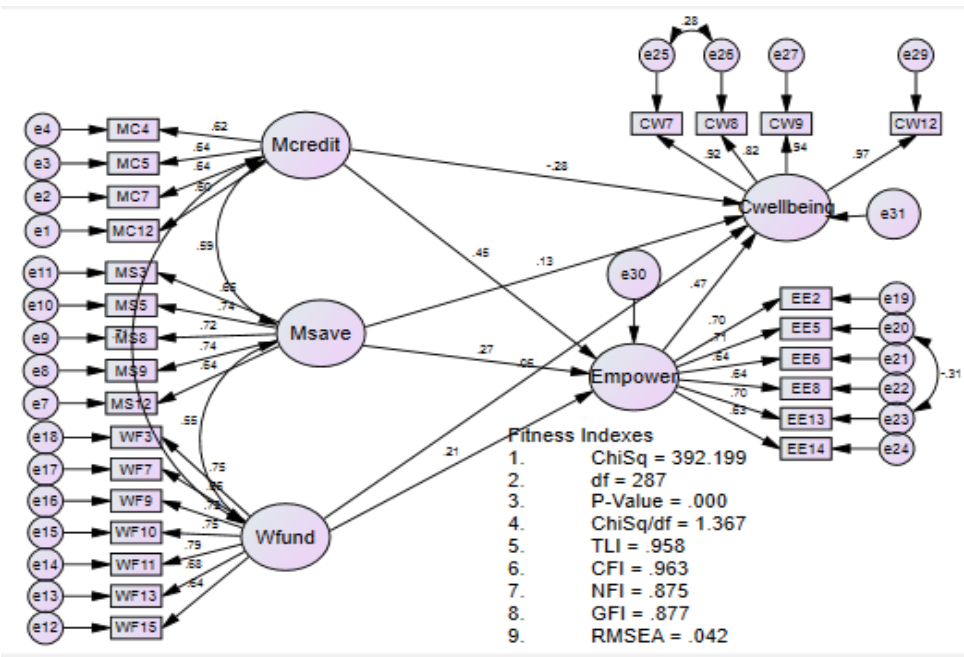 .28
e25
e26
e27
e29
CW7
CW8
CW9
CW12
.92
.82
.94
.97
Cwellbeing
e31
e4
MC4
.62
e3
MC5
.64
e2
MC7
.64
e1
MC12
.60
Mcredit
-.28
.45
.59
e11
MS3
e10
MS5
.74
e9
MS8
.72
e8
MS9
.74
e7
MS12
.64
Msave
.13
.27
.05
.71
.55
e30
.47
Empower
EE2
e19
.70
EE5
e20
.71
EE6
e21
.64
EE8
e22
.64
EE13
e23
.70
EE14
e24
-.31
e18
WF3
.75
e17
WF7
e16
WF9
e15
WF10
.75
e14
WF11
.79
e13
WF13
.68
e12
WF15
.64
Wfund
.21
Fitness Indexes
1. ChiSq = 392.199
2. df = 287
3. P-Value = .000
4. ChiSq/df = 1.367
5. TLI = .958
6. CFI = .963
7. NFI = .875
8. GFI = .877
9. RMSEA = .042